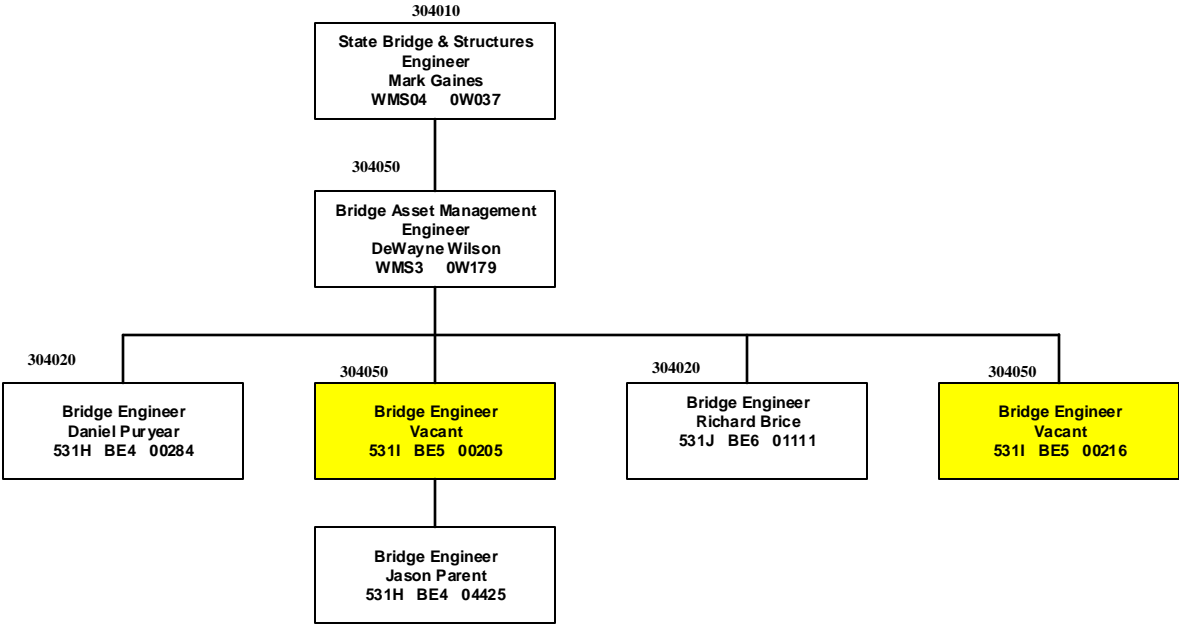 304010
State Bridge & Structures
Engineer
Mark Gaines
WMS04 0W037
304050
Bridge Asset Management
Engineer
DeWayne Wilson
WMS3 0W179
304020
Bridge Engineer
Daniel Puryear
531H BE4 00284
304050
Bridge Engineer
Vacant
531I BE5 00205
304020
Bridge Engineer
Richard Brice
531J BE6 01111
304050
Bridge Engineer
Vacant
531I BE5 00216
Bridge Engineer
Jason Parent
531H BE4 04425